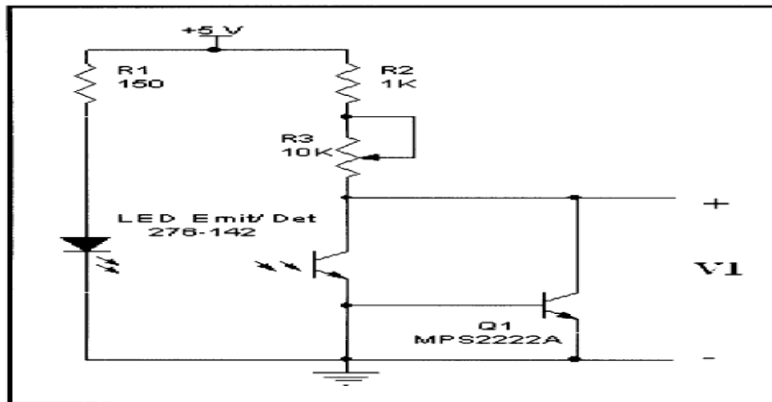 +5 V
R1
150
R2
1K
R3
10K
LED Emit/Det
276-142
+
V1
Q1
MPS2222A
-